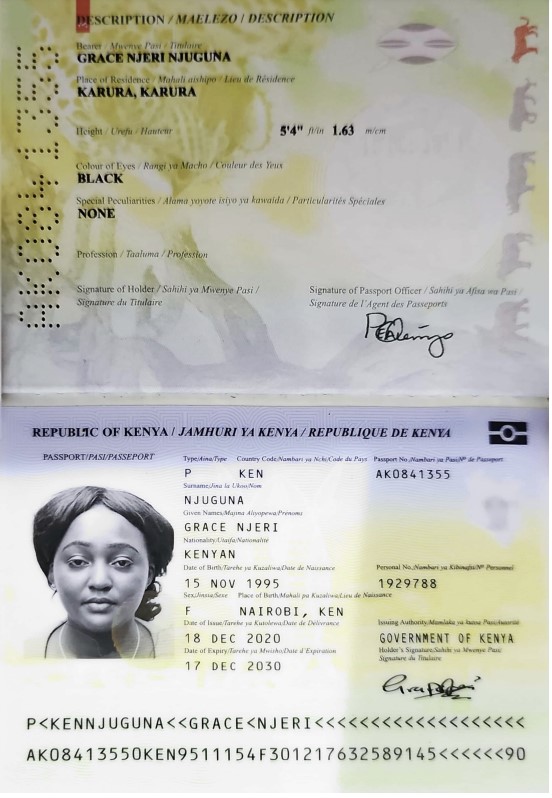 DESCRIPTION / MAELEZO / DESCRIPTION
Bearer / Mwenye Pasi / Titulaire
GRACE NJERI NJUGUNA
Place of Residence / Mahali aishipo / Lieu de Résidence
KARURA, KARURA
Height / Urefu / Hauteur 5'4" ft/in 1.63 m/cm
Colour of Eyes / Rangi ya Macho / Couleur des Yeux
BLACK
Special Peculiarities / Alama yoyote isiyo ya kawaida / Particularités Spéciales
NONE
Profession / Taaluma / Profession
Signature of Holder / Sahihi ya Mwenye Pasi / Signature of Passport Officer / Sahihi ya Afisa wa Pasi /
Signature du Titulaire Signature de l'Agent des Passeports
AK0841355
REPUBLIC OF KENYA / JAMHURI YA KENYA / REPUBLIQUE DE KENYA
PASSPORT/PASI/PASSEPORT Type/Aina/Type Country Code/Nambari ya Nchi/Code du Pays Passport No./Nambari ya Pasi/Nº de Passeport
P KEN AK0841355
Surname/Jina la Ukoo/Nom
NJUGUNA
Given Names/Majina Aliyopewa/Prénoms
GRACE NJERI
Nationality/Utaifa/Nationalité
KENYAN
Date of Birth/Tarehe ya Kuzaliwa/Date de Naissance Personal No./Nambari ya Kibinafsi/Nº Personnel
15 NOV 1995 1929788
Sex/Jinsia/Sexe Place of Birth/Mahali pa Kuzaliwa/Lieu de Naissance
F NAIROBI, KEN
Date of Issue/Tarehe ya Kutolewa/Date de Délivrance Issuing Authority/Mamlaka ya
18 DEC 2020 GOVERNMENT OF KENYA
Date of Expiry/Tarehe ya Mwisho/Date d'Expiration Holder's Signature/Sahihi ya Mwenye Pasi/
17 DEC 2030 Signature du Titulaire
P<KENNJUGUNA<<GRACE<NJERI<<<<<<<<<<<<<<<<<<<
AK08413550KEN9511154F301217632589145<<<<<<90